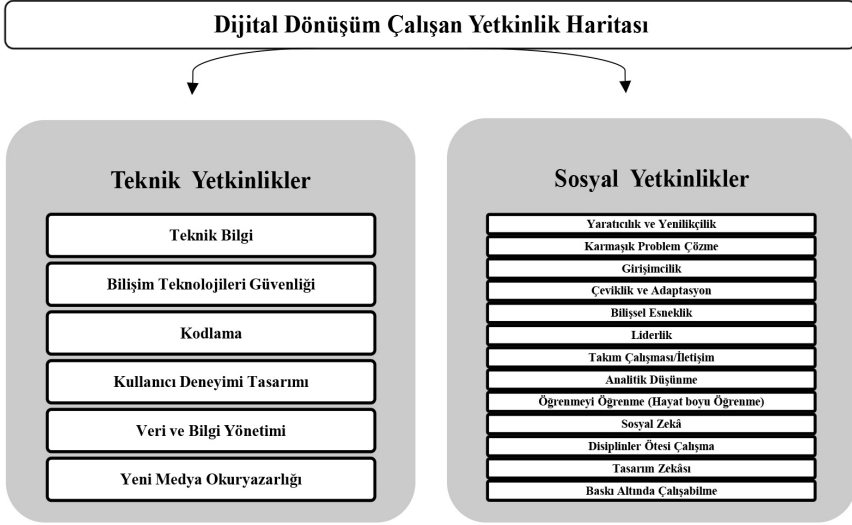 Dijital Dönüşüm Çalışan Yetkinlik Haritası
Teknik Yetkinlikler
Teknik Bilgi
Bilişim Teknolojileri Güvenliği
Kodlama
Kullanıcı Deneyimi Tasarımı
Veri ve Bilgi Yönetimi
Yeni Medya Okuryazarlığı
Sosyal Yetkinlikler
Yaratıcılık ve Yenilikçilik
Karmaşık Problem Çözme
Girişimcilik
Çeviklik ve Adaptasyon
Bilişsel Esneklik
Liderlik
Takım Çalışması/İletişim
Analitik Düşünme
Öğrenmeyi Öğrenme (Hayat boyu Öğrenme)
Sosyal Zekâ
Disiplinler Ötesi Çalışma
Tasarım Zekâsı
Baskı Altında Çalışabilme